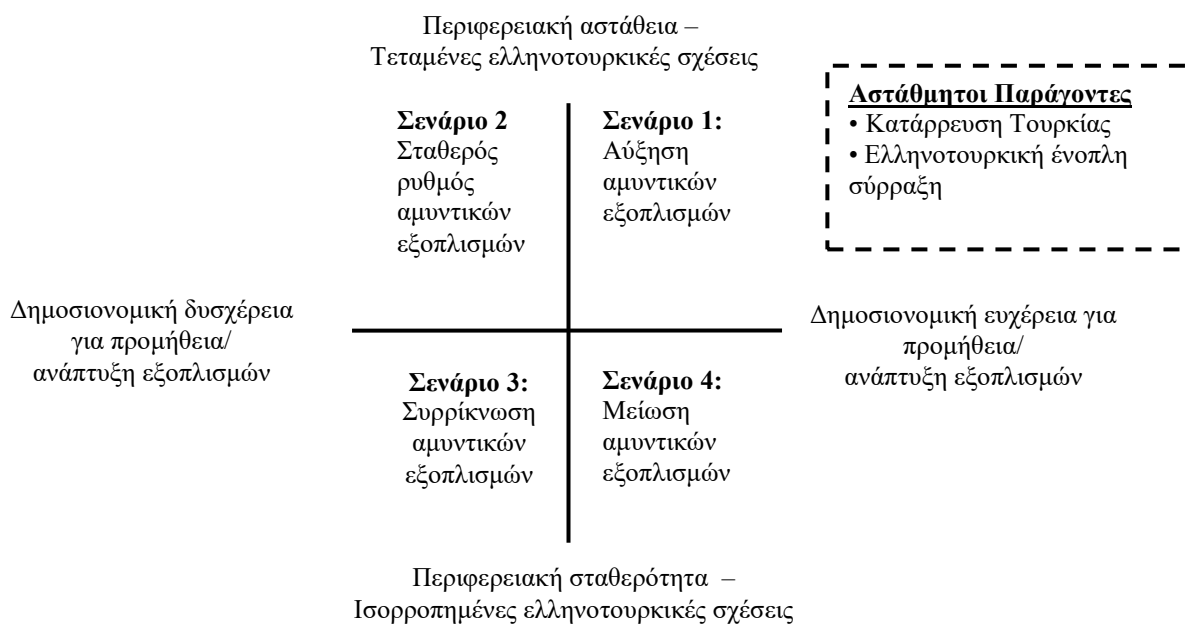 Περιφερειακή αστάθεια –
Τεταμένες ελληνοτουρκικές σχέσεις
Αστάθμητοι Παράγοντες
• Κατάρρευση Τουρκίας
• Ελληνοτουρκική ένοπλη
σύρραξη
Σενάριο 2
Σταθερός
ρυθμός
αμυντικών
εξοπλισμών
Σενάριο 1:
Αύξηση
αμυντικών
εξοπλισμών
Δημοσιονομική δυσχέρεια
για προμήθεια/
ανάπτυξη εξοπλισμών
Δημοσιονομική ευχέρεια για
προμήθεια/
ανάπτυξη εξοπλισμών
Σενάριο 3:
Συρρίκνωση
αμυντικών
εξοπλισμών
Σενάριο 4:
Μείωση
αμυντικών
εξοπλισμών
Περιφερειακή σταθερότητα –
Ισορροπημένες ελληνοτουρκικές σχέσεις